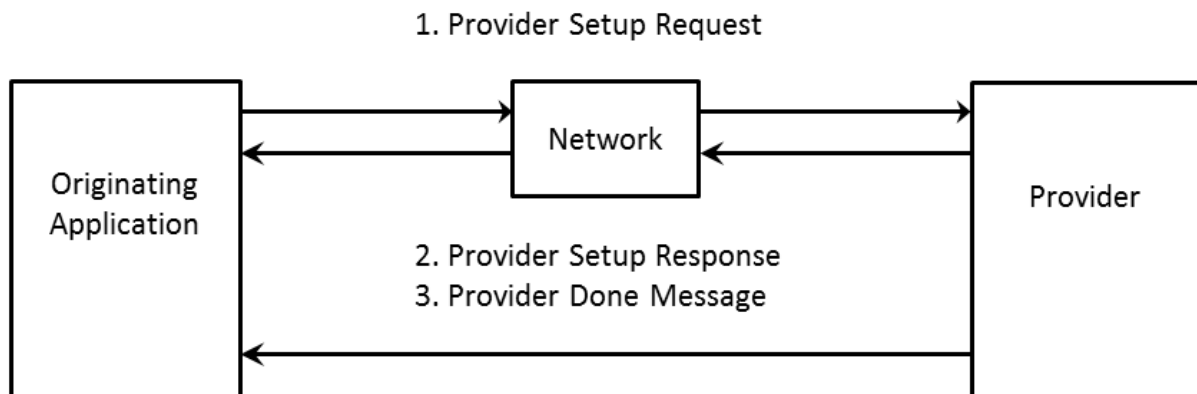 1. Provider Setup Request
Network
Originating
Application
Provider
2. Provider Setup Response
3. Provider Done Message